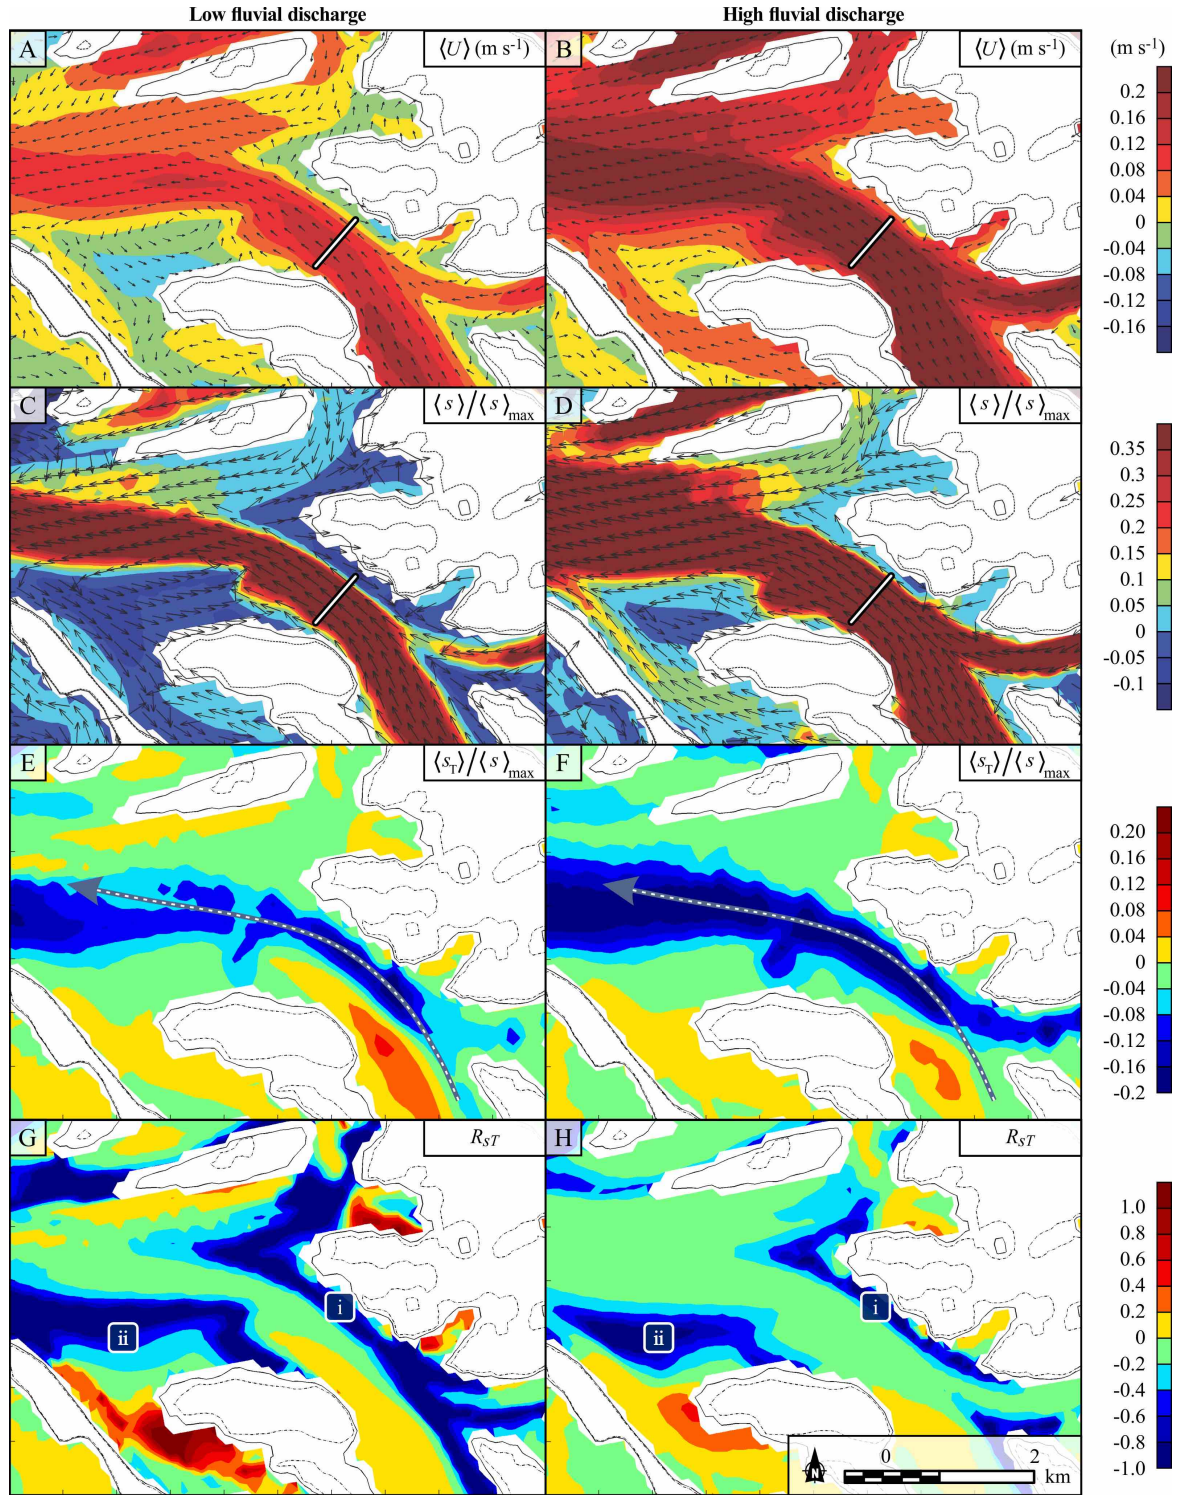 Low fluvial discharge
High fluvial discharge
A
⟨U⟩ (m s-1)
B
⟨U⟩ (m s-1)
(m s-1)
0.2
0.16
0.12
0.08
0.04
0
-0.04
-0.08
-0.12
-0.16
C
⟨s⟩/⟨s⟩max
D
⟨s⟩/⟨s⟩max
0.35
0.3
0.25
0.2
0.15
0.1
0.05
0
-0.05
-0.1
E
⟨sT⟩/⟨s⟩max
F
⟨sT⟩/⟨s⟩max
0.20
0.24
0.12
0.08
0.04
0
-0.04
-0.08
-0.12
-0.16
-0.2
G
RST
H
RST
1.0
0.8
0.6
0.4
0.2
0
-0.2
-0.4
-0.6
-0.8
-1.0
i
ii
i
ii
N
0
2
km